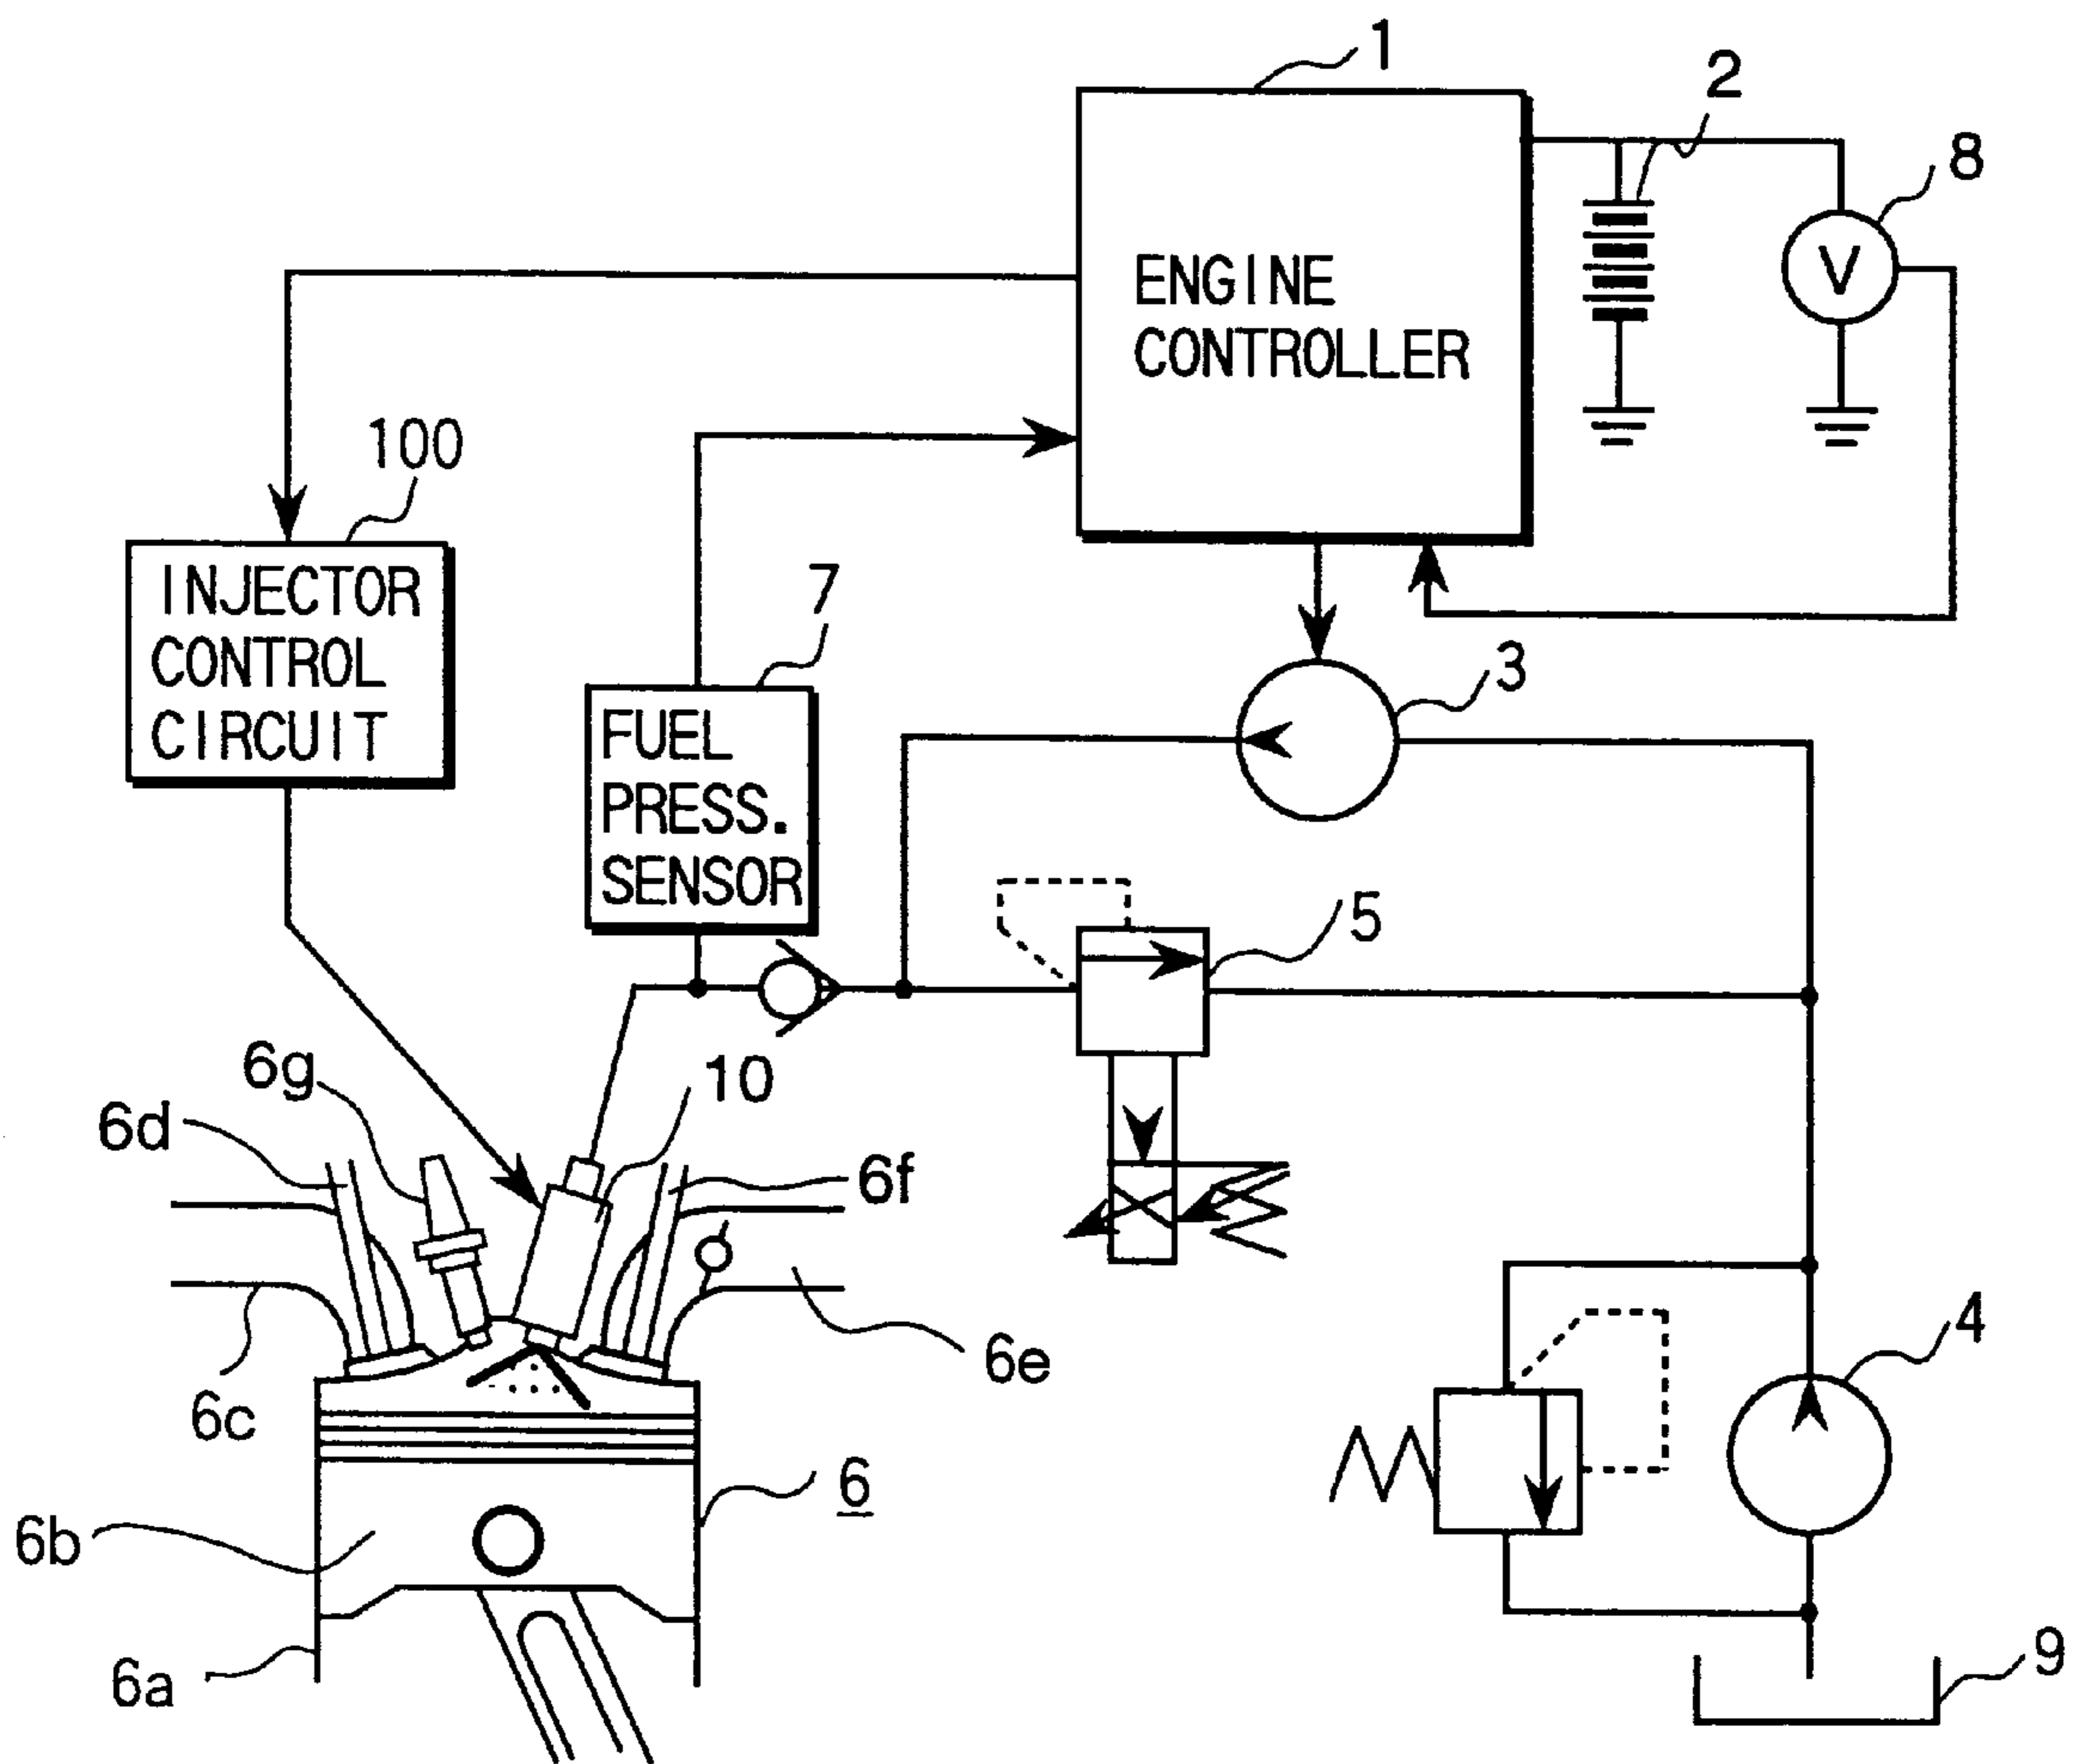 1
2
8
ENGINE
CONTROLLER
V
100
INJECTOR
CONTROL
CIRCUIT
7
FUEL
PRESS.
SENSOR
3
5
6g
10
6d
6f
6e
4
6c
6
6b
6a
9